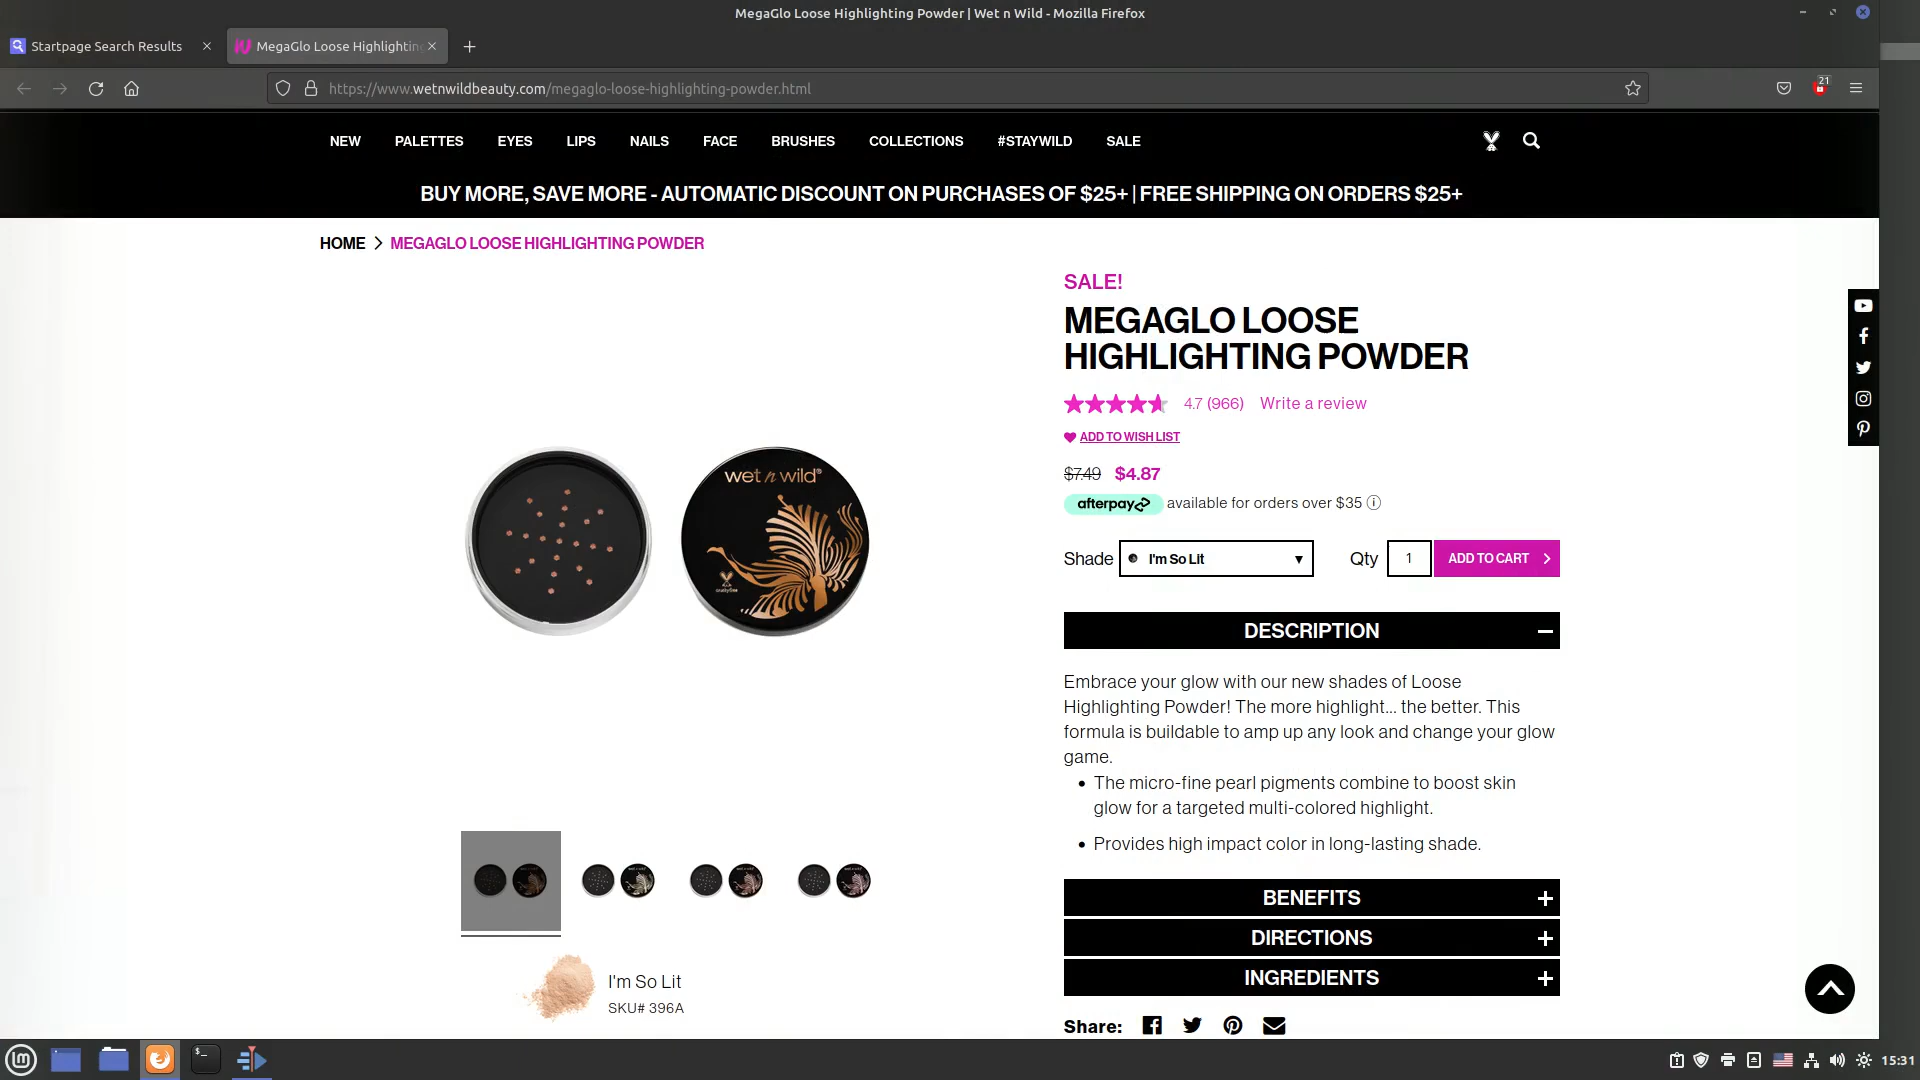 MegaGlo Loose Highlighting Powder | Wet n Wild - Mozilla Firefox
Startpage Search Results
MegaGlo Loose Highlighting
21
https://www.wetnwildbeauty.com/megaglo-loose-highlighting-powder.html
NEW PALETTES EYES LIPS NAILS FACE BRUSHES COLLECTIONS #STAYWILD SALE
BUY MORE, SAVE MORE - AUTOMATIC DISCOUNT ON PURCHASES OF $25+ | FREE SHIPPING ON ORDERS $25+
HOME > MEGAGLO LOOSE HIGHLIGHTING POWDER
SALE!
MEGAGLO LOOSE
HIGHLIGHTING POWDER
4.7 (966) Write a review
ADD TO WISH LIST
$7.49 $4.87
afterpay available for orders over $35
Shade I'm So Lit Qty 1 ADD TO CART
wet n wild®
crueltyfree
DESCRIPTION
Embrace your glow with our new shades of Loose
Highlighting Powder! The more highlight... the better. This
formula is buildable to amp up any look and change your glow
game.
• The micro-fine pearl pigments combine to boost skin
glow for a targeted multi-colored highlight.
• Provides high impact color in long-lasting shade.
BENEFITS
DIRECTIONS
INGREDIENTS
I'm So Lit
SKU# 396A
Share:
15:31